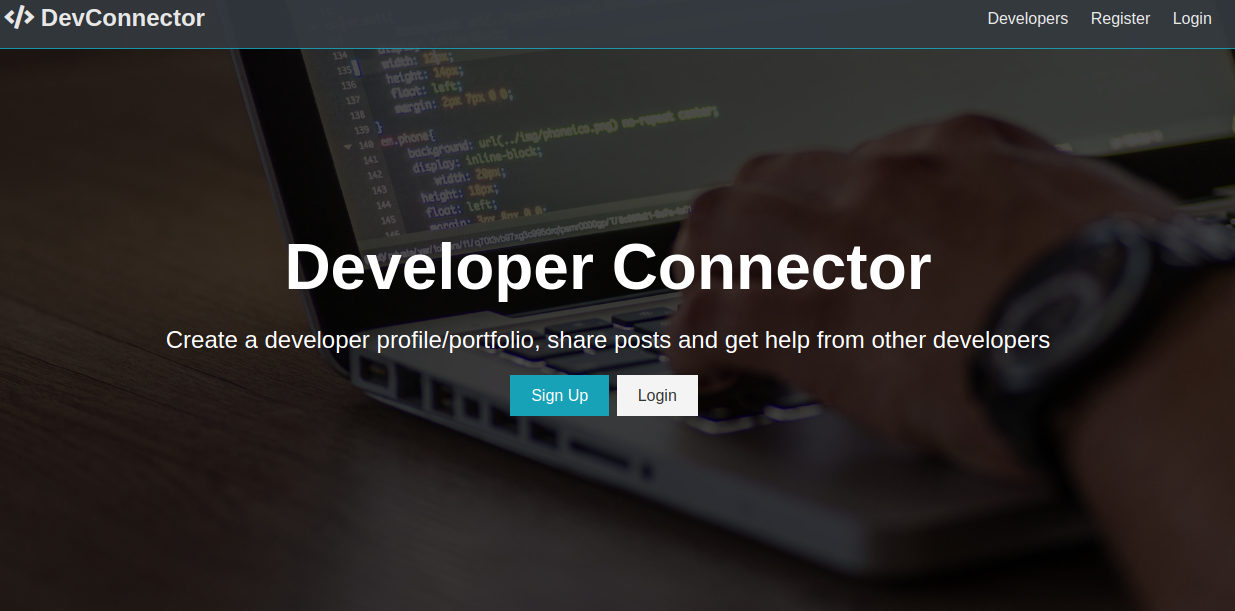 DevConnector
Developers Register Login
134
135 width: 12px;
136 height: 14px;
137 float: left;
138 margin: 2px 7px 0 0;
139 }
140 em.phone{
141 background: url(../img/phoneico.png) no-repeat center;
142 display: inline-block;
143 width: 20px;
144 height: 18px;
145 float: left;
146
Developer Connector
Create a developer profile/portfolio, share posts and get help from other developers
Sign Up Login